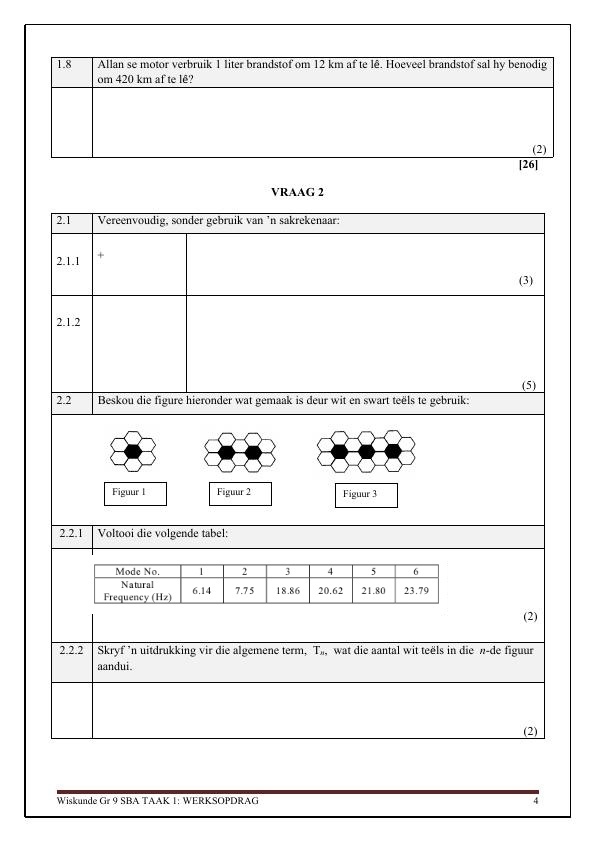 1.8 Allan se motor verbruik 1 liter brandstof om 12 km af te lê. Hoeveel brandstof sal hy benodig
om 420 km af te lê?
(2)
[26]
VRAAG 2
2.1 Vereenvoudig, sonder gebruik van ’n sakrekenaar:
2.1.1 +
(3)
2.1.2
(5)
2.2 Beskou die figure hieronder wat gemaak is deur wit en swart teëls te gebruik:
Figuur 1 Figuur 2 Figuur 3
2.2.1 Voltooi die volgende tabel:
Mode No. 1 2 3 4 5 6
Natural
Frequency (Hz) 6.14 7.75 18.86 20.62 21.80 23.79
(2)
2.2.2 Skryf ’n uitdrukking vir die algemene term, Tn, wat die aantal wit teëls in die n-de figuur
aandui.
(2)
Wiskunde Gr 9 SBA TAAK 1: WERKSOPDRAG 4